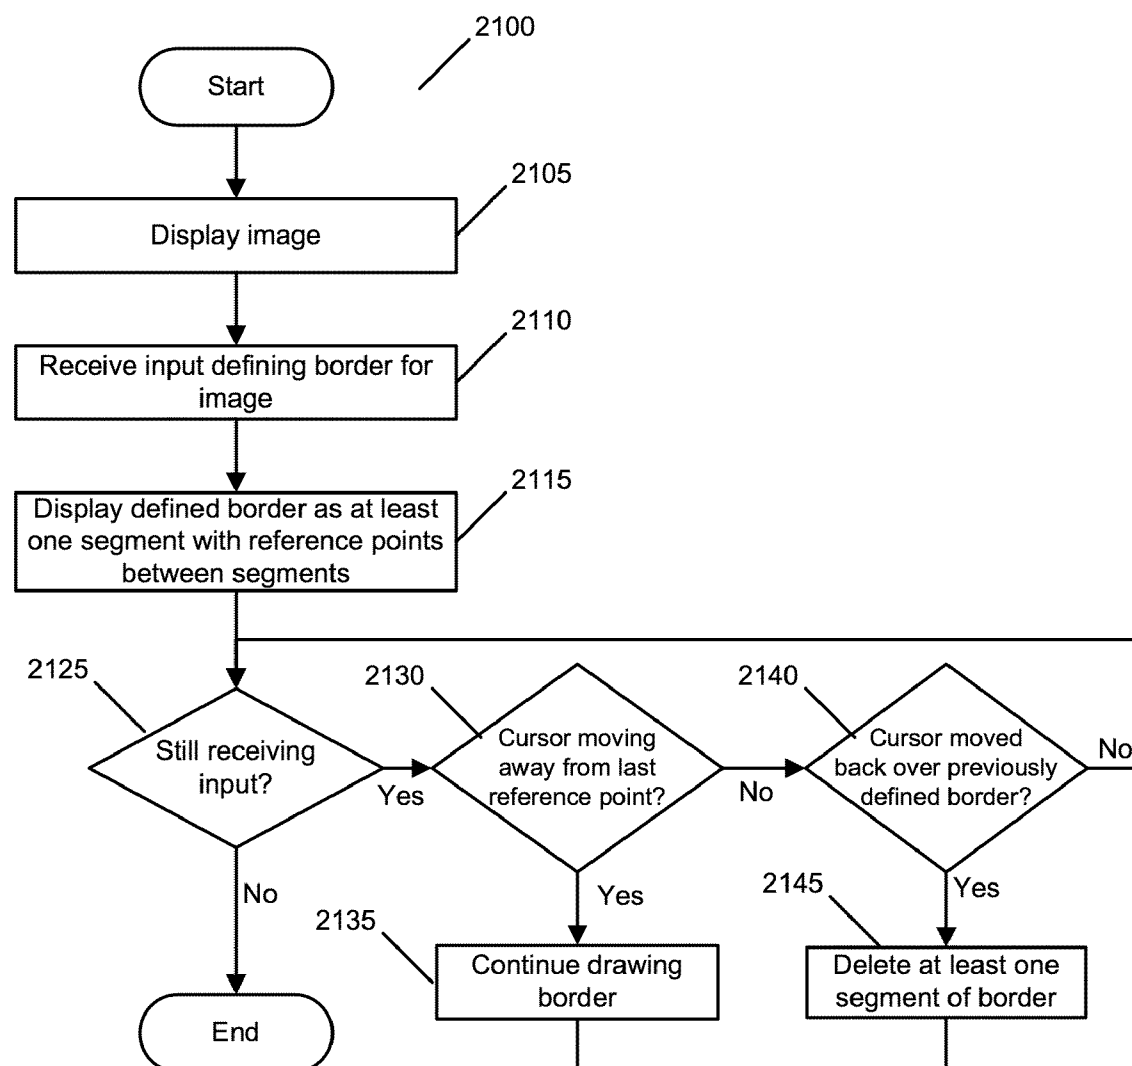 2100
Start
2105
Display image
2110
Receive input defining border for
image
2115
Display defined border as at least
one segment with reference points
between segments
2125
Still receiving
input?
Yes
No
2130
Cursor moving
away from last
reference point?
No
Yes
2140
Cursor moved
back over previously
defined border?
No
Yes
2135
Continue drawing
border
2145
Delete at least one
segment of border
End